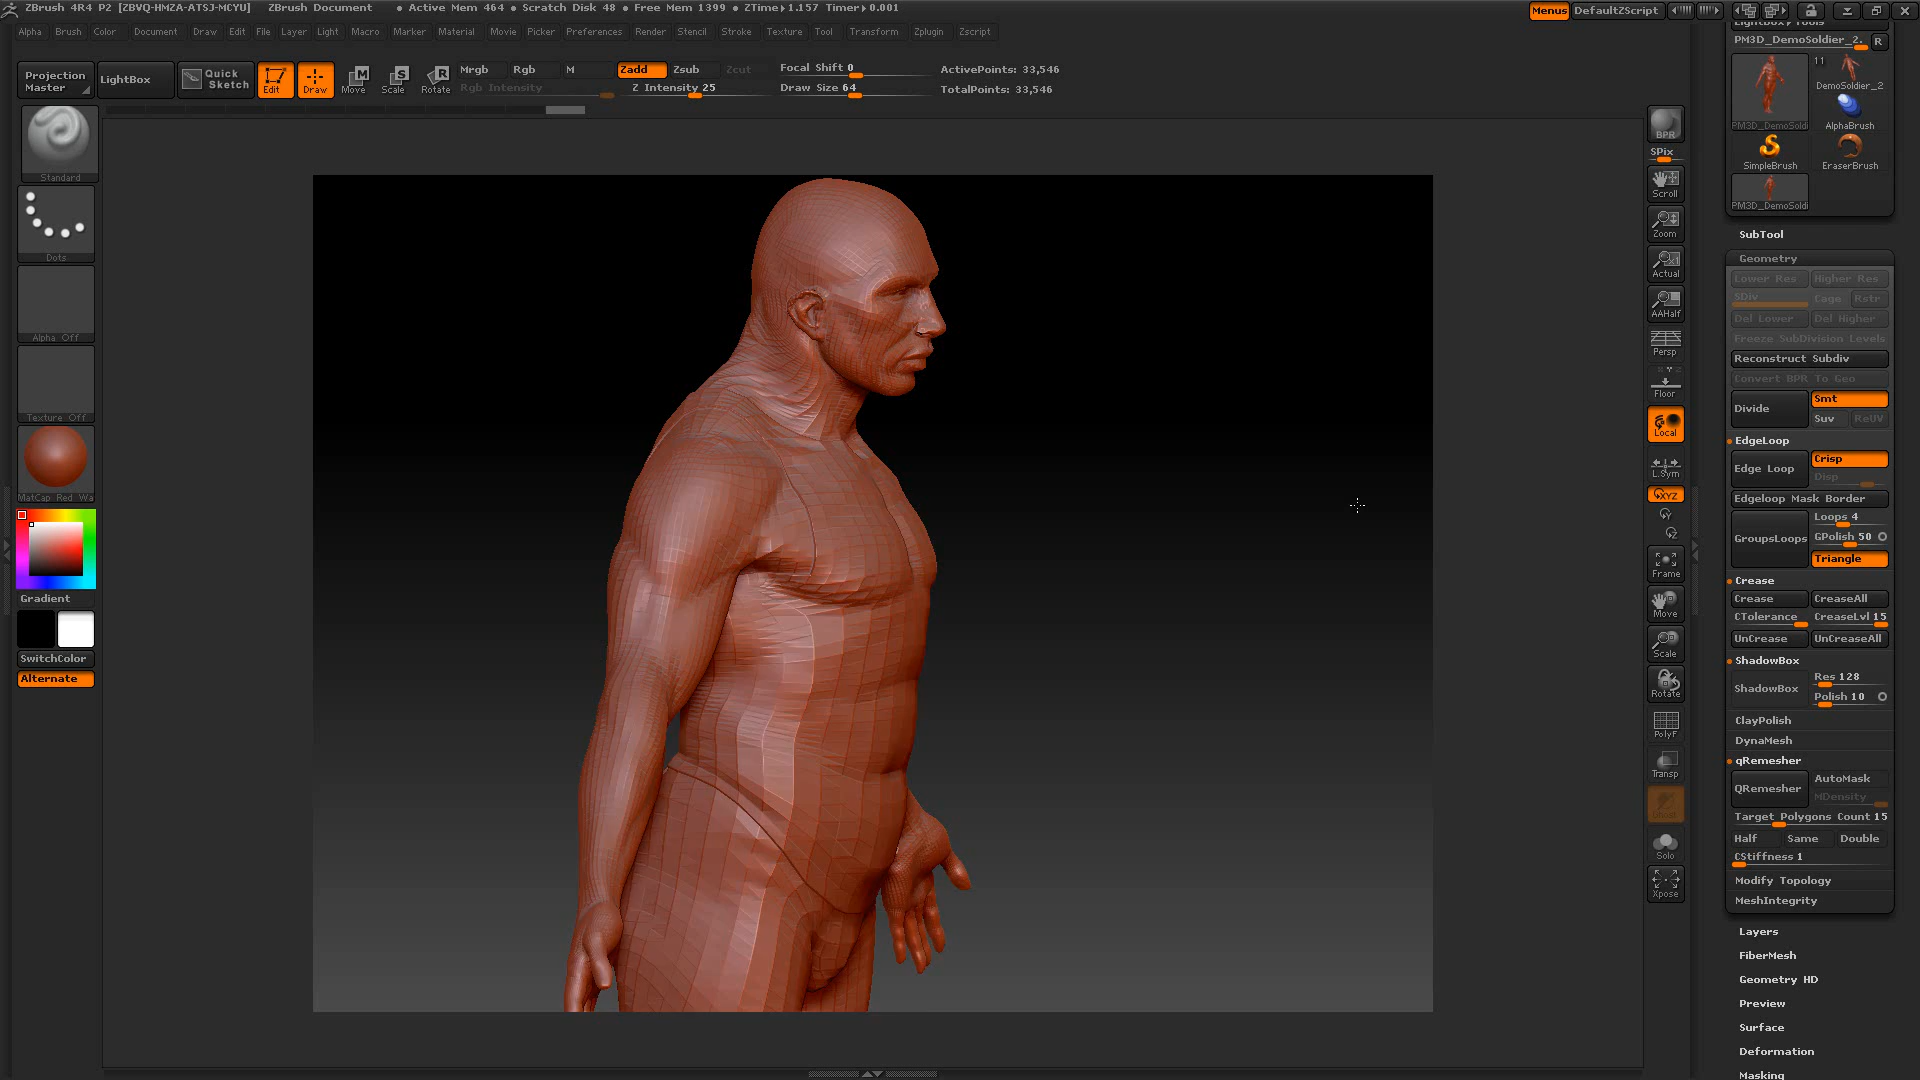 ZBrush 4R4 P2 [ZBVQ-HMZA-ATSJ-MCYU] ZBrush Document • Active Mem 464 • Scratch Disk 48 • Free Mem 1399 • ZTime▸1.157 Timer▸0.001 Menus DefaultZScript
Alpha Brush Color Document Draw Edit File Layer Light Macro Marker Material Movie Picker Preferences Render Stencil Stroke Texture Tool Transform Zplugin Zscript
Projection Master
LightBox
Quick Sketch
Edit
Draw
Move
Scale
Rotate
Mrgb Rgb M
Rgb Intensity
Zadd Zsub Zcut
Z Intensity 25
Focal Shift 0
Draw Size 64
ActivePoints: 33,546
TotalPoints: 33,546
Standard
Dots
Alpha Off
Texture Off
MatCap Red Wa
Gradient
SwitchColor
Alternate
BPR
SPix
Scroll
Zoom
Actual
AAHalf
Persp
Floor
Local
L.Sym
XYZ
Frame
Move
Scale
Rotate
PolyF
Transp
Solo
Xpose
LightBox▸Tools
PM3D_DemoSoldier_2. R
11
PM3D_DemoSoldi
DemoSoldier_2
AlphaBrush
SimpleBrush
EraserBrush
PM3D_DemoSoldi
SubTool
Geometry
Lower Res Higher Res
SDiv Cage Rstr
Del Lower Del Higher
Freeze SubDivision Levels
Reconstruct Subdiv
Convert BPR To Geo
Divide Smt
Suv ReUV
EdgeLoop
Edge Loop Crisp
Disp
Edgeloop Mask Border
GroupsLoops Loops 4
GPolish 50
Triangle
Crease
Crease CreaseAll
CTolerance CreaseLvl 15
UnCrease UnCreaseAll
ShadowBox
ShadowBox Res 128
Polish 10
ClayPolish
DynaMesh
qRemesher
QRemesher AutoMask
MDensity
Target Polygons Count 15
Half Same Double
CStiffness 1
Modify Topology
MeshIntegrity
Layers
FiberMesh
Geometry HD
Preview
Surface
Deformation
Masking